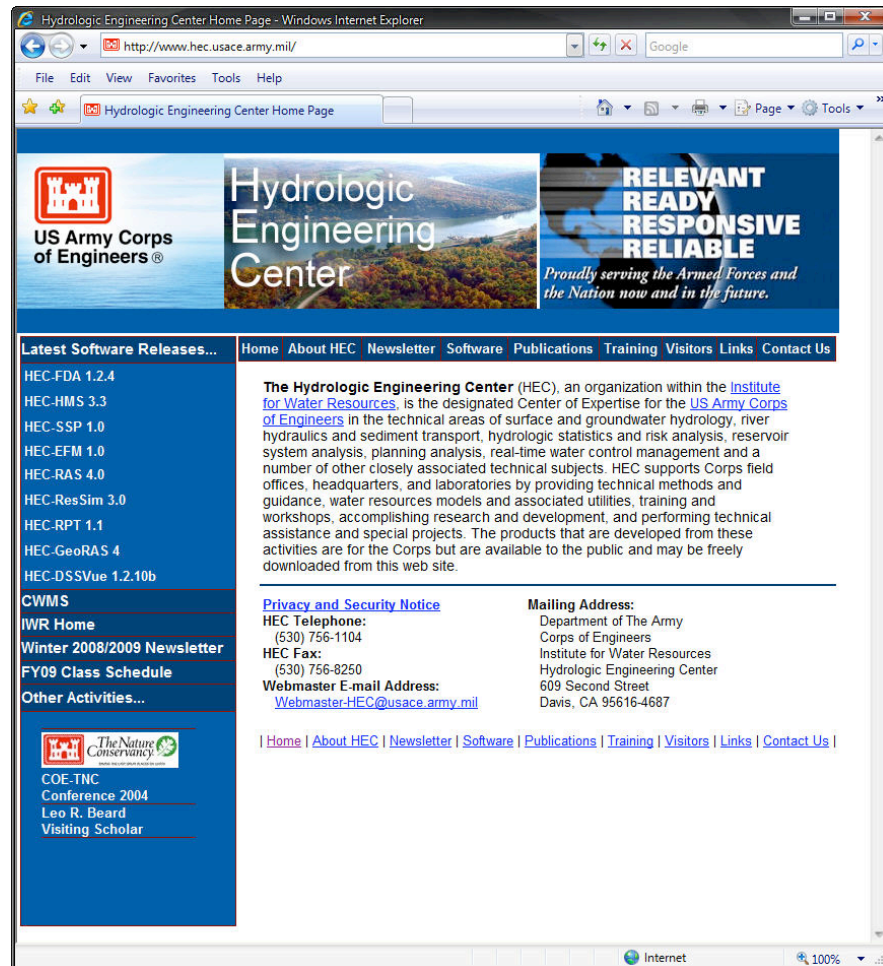 Hydrologic Engineering Center Home Page - Windows Internet Explorer
http://www.hec.usace.army.mil/
Google
File Edit View Favorites Tools Help
Hydrologic Engineering Center Home Page
Page Tools »
US Army Corps
of Engineers ®
Hydrologic
Engineering
Center
RELEVANT
READY
RESPONSIVE
RELIABLE
Proudly serving the Armed Forces and
the Nation now and in the future.
Latest Software Releases...
HEC-FDA 1.2.4
HEC-HMS 3.3
HEC-SSP 1.0
HEC-EFM 1.0
HEC-RAS 4.0
HEC-ResSim 3.0
HEC-RPT 1.1
HEC-GeoRAS 4
HEC-DSSVue 1.2.10b
CWMS
IWR Home
Winter 2008/2009 Newsletter
FY09 Class Schedule
Other Activities...
The Nature
Conservancy
COE-TNC
Conference 2004
Leo R. Beard
Visiting Scholar
Home About HEC Newsletter Software Publications Training Visitors Links Contact Us
The Hydrologic Engineering Center (HEC), an organization within the Institute
for Water Resources, is the designated Center of Expertise for the US Army Corps
of Engineers in the technical areas of surface and groundwater hydrology, river
hydraulics and sediment transport, hydrologic statistics and risk analysis, reservoir
system analysis, planning analysis, real-time water control management and a
number of other closely associated technical subjects. HEC supports Corps field
offices, headquarters, and laboratories by providing technical methods and
guidance, water resources models and associated utilities, training and
workshops, accomplishing research and development, and performing technical
assistance and special projects. The products that are developed from these
activities are for the Corps but are available to the public and may be freely
downloaded from this web site.
Privacy and Security Notice
HEC Telephone:
(530) 756-1104
HEC Fax:
(530) 756-8250
Webmaster E-mail Address:
Webmaster-HEC@usace.army.mil
Mailing Address:
Department of The Army
Corps of Engineers
Institute for Water Resources
Hydrologic Engineering Center
609 Second Street
Davis, CA 95616-4687
| Home | About HEC | Newsletter | Software | Publications | Training | Visitors | Links | Contact Us |
Internet
100%